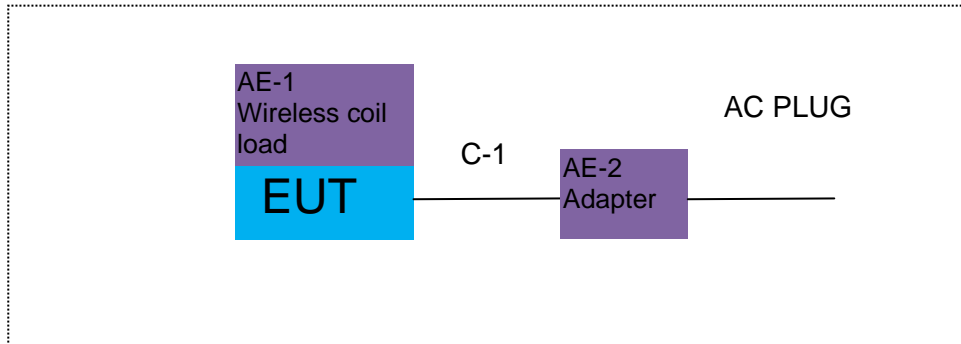 AE-1
Wireless coil
load
EUT
C-1
AE-2
Adapter
AC PLUG